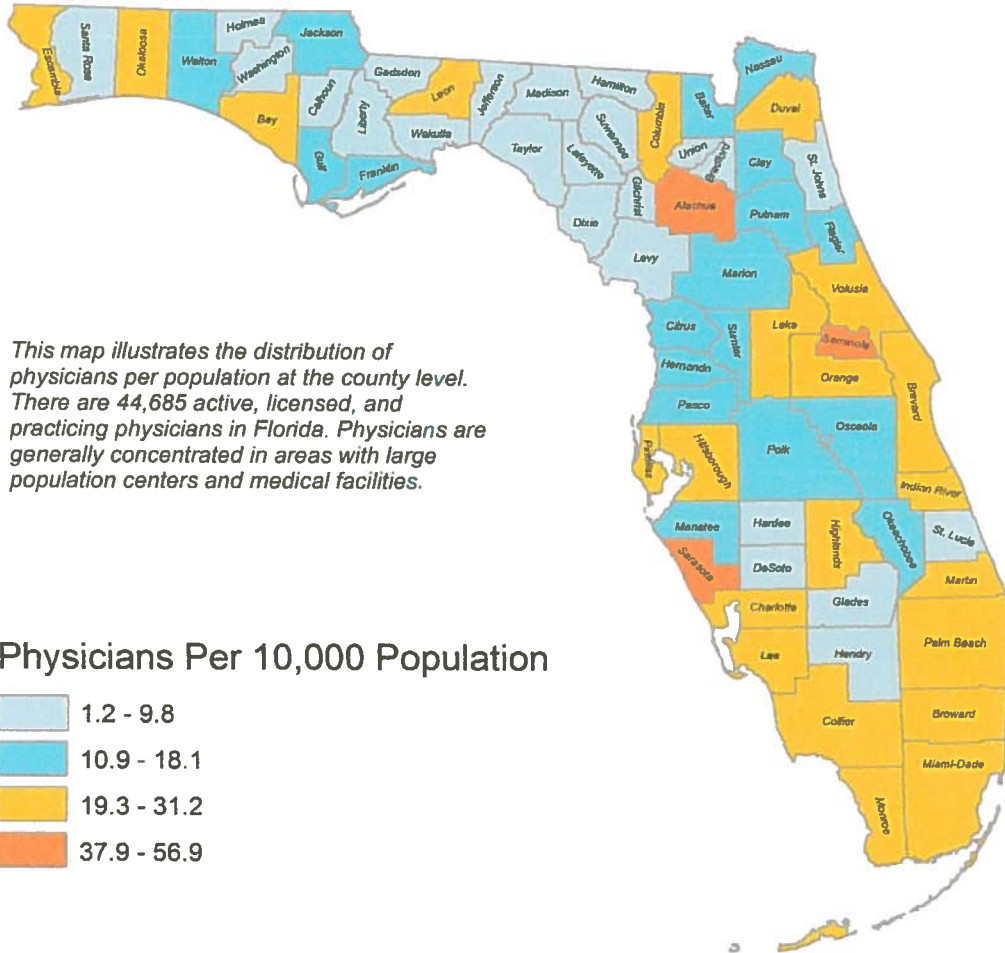 Holmes
Jackson
Santa Rosa
Okaloosa
Walton
Washington
Escambia
Nassau
Gadsden
Hamilton
Leon
Jefferson
Madison
Calhoun
Liberty
Baker
Duval
Columbia
Bay
Wakulla
Suwannee
Taylor
Lafayette
Union
Bradford
Clay
St. Johns
Gulf
Franklin
Gilchrist
Alachua
Putnam
Dixie
Flagler
Levy
Marion
Volusia
Citrus
Sumter
Lake
Seminole
Hernando
Orange
Brevard
Pasco
Osceola
Polk
Pinellas
Hillsborough
Indian River
Manatee
Hardee
Highlands
Okeechobee
St. Lucie
Sarasota
DeSoto
Martin
Charlotte
Glades
Lee
Hendry
Palm Beach
Collier
Broward
Miami-Dade
Monroe
This map illustrates the distribution of
physicians per population at the county level.
There are 44,685 active, licensed, and
practicing physicians in Florida. Physicians are
generally concentrated in areas with large
population centers and medical facilities.
Physicians Per 10,000 Population
1.2 - 9.8
10.9 - 18.1
19.3 - 31.2
37.9 - 56.9